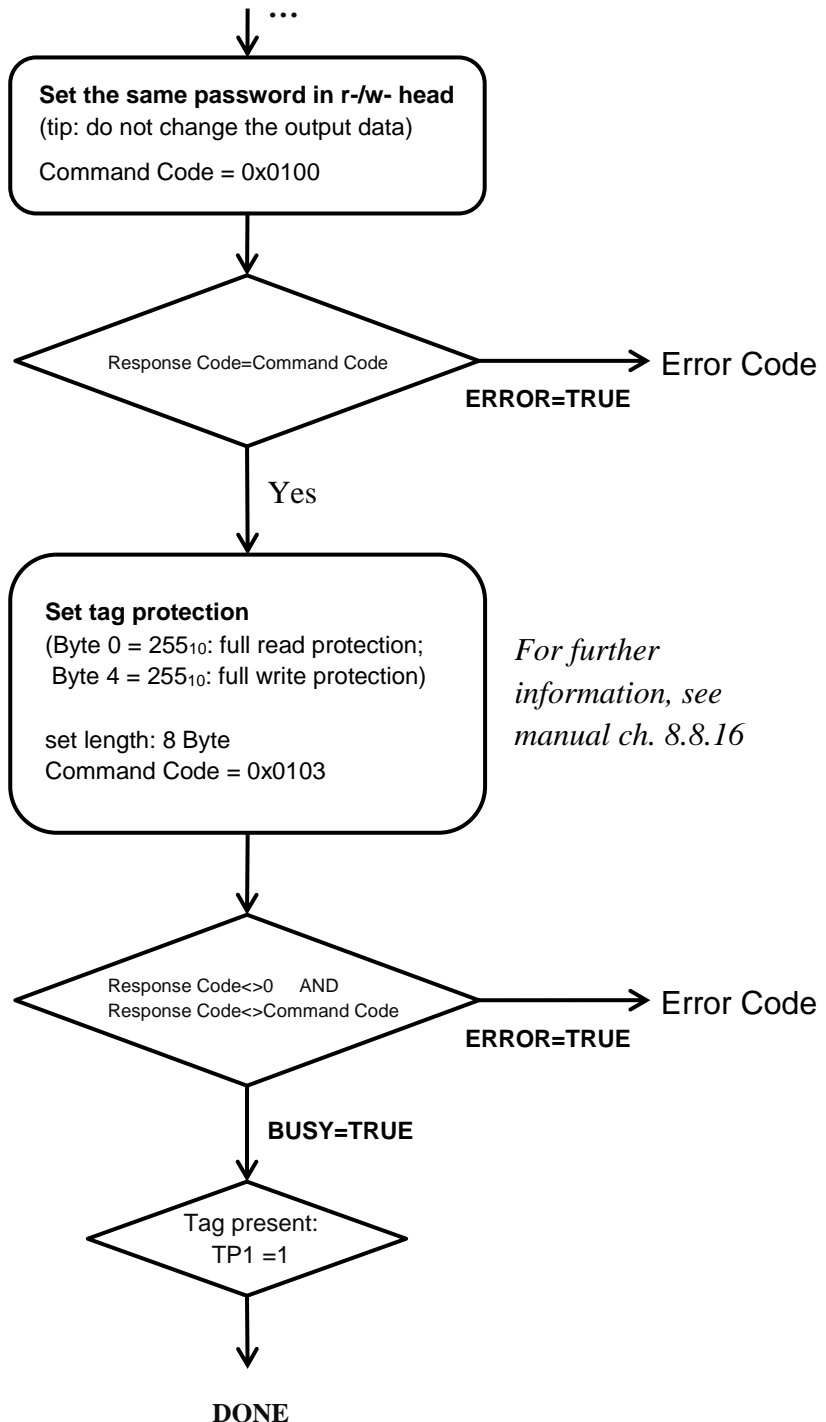 ...
Set the same password in r-/w- head
(tip: do not change the output data)
Command Code = 0x0100
Response Code=Command Code
Error Code
ERROR=TRUE
Yes
Set tag protection
(Byte 0 = 255₁₀: full read protection;
Byte 4 = 255₁₀: full write protection)
set length: 8 Byte
Command Code = 0x0103
For further
information, see
manual ch. 8.8.16
Response Code<>0 AND
Response Code<>Command Code
Error Code
ERROR=TRUE
BUSY=TRUE
Tag present:
TP1 =1
DONE